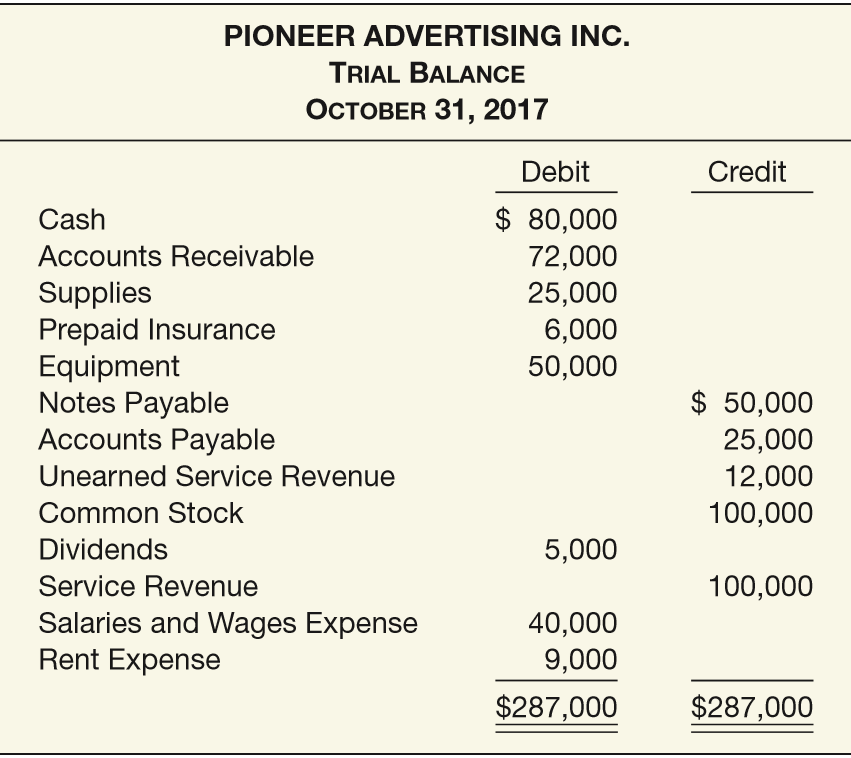 PIONEER ADVERTISING INC.
TRIAL BALANCE
OCTOBER 31, 2017
Debit Credit
Cash $ 80,000
Accounts Receivable 72,000
Supplies 25,000
Prepaid Insurance 6,000
Equipment 50,000
Notes Payable $ 50,000
Accounts Payable 25,000
Unearned Service Revenue 12,000
Common Stock 100,000
Dividends 5,000
Service Revenue 100,000
Salaries and Wages Expense 40,000
Rent Expense 9,000
$287,000 $287,000